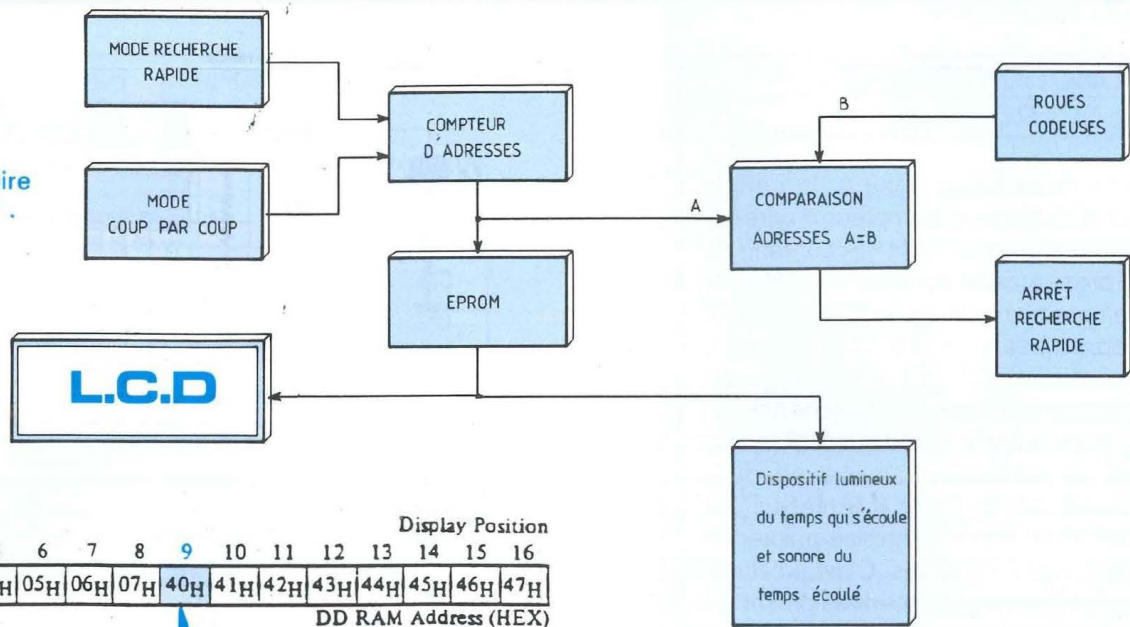 MODE RECHERCHE
RAPIDE
COMPTEUR
D'ADRESSES
B
ROUES
CODEUSES
ire
MODE
COUP PAR COUP
A
COMPARAISON
ADRESSES A=B
EPROM
ARRÊT
RECHERCHE
RAPIDE
L.C.D
Dispositif lumineux
du temps qui s'écoule
et sonore du
temps écoulé
Display Position
6 7 8 9 10 11 12 13 14 15 16
H 05H 06H 07H 40H 41H 42H 43H 44H 45H 46H 47H
DD RAM Address (HEX)